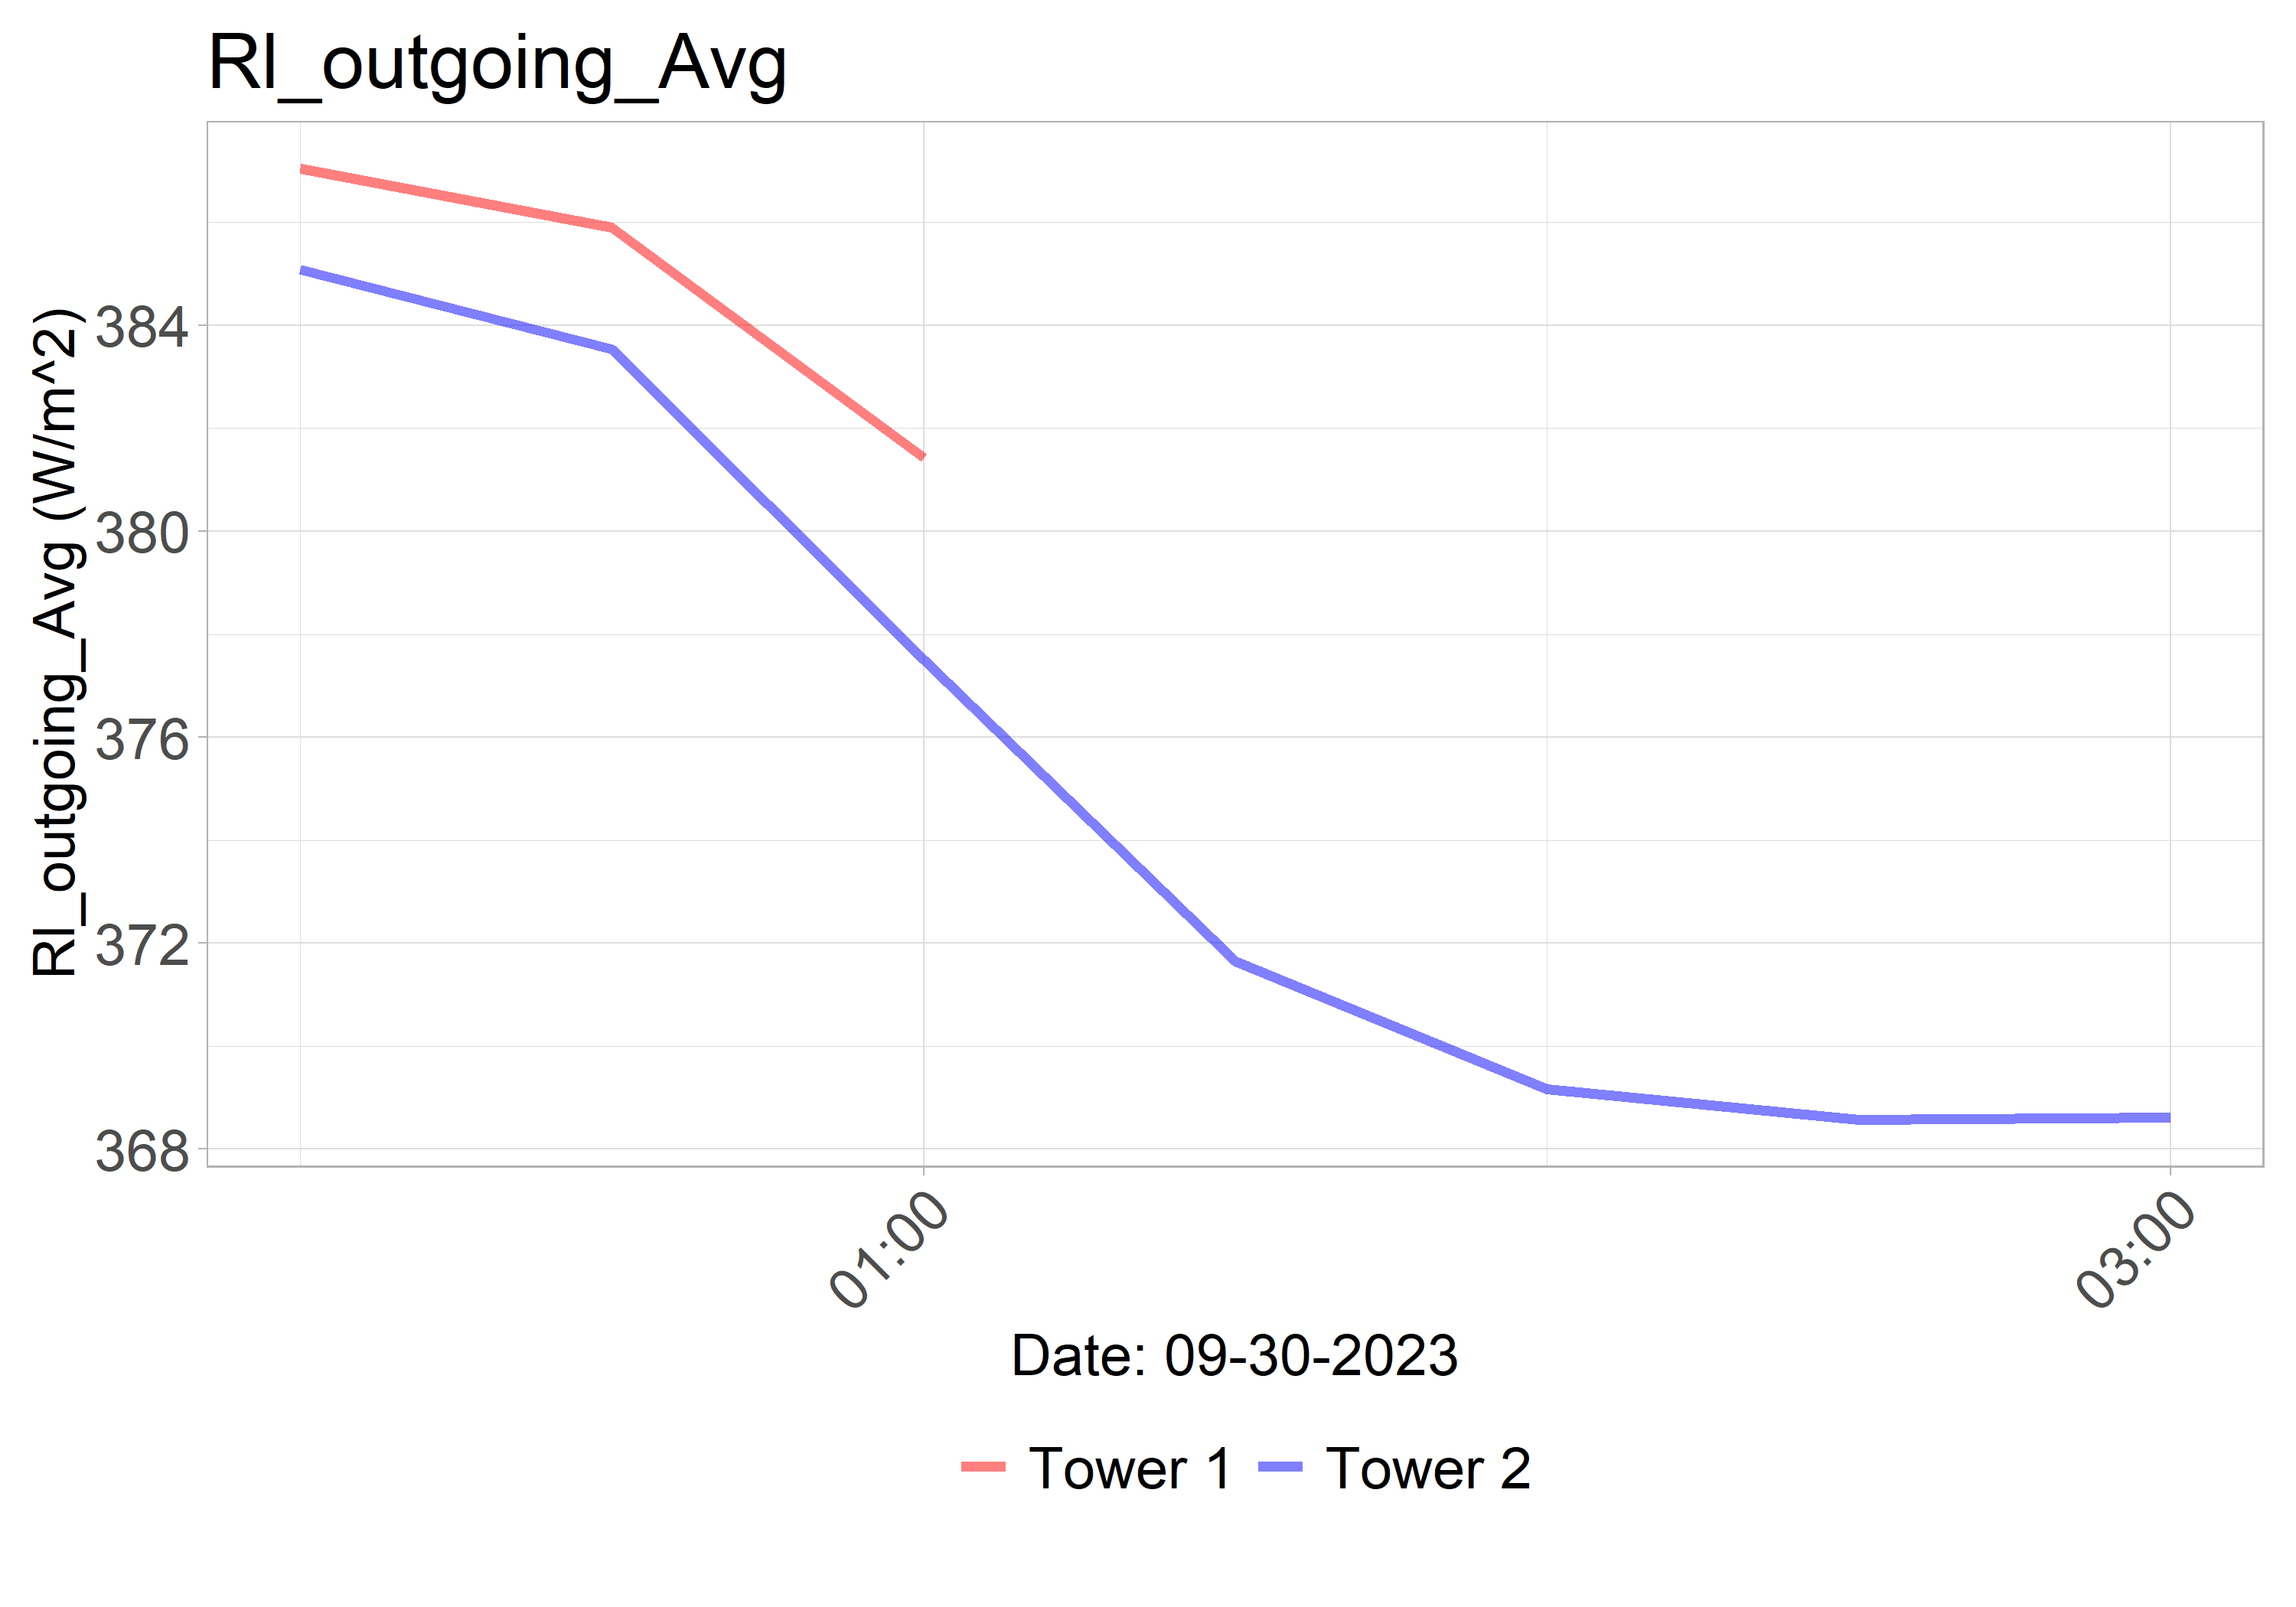 Rl_outgoing_Avg
Rl_outgoing_Avg (W/m^2)
384
380
376
372
368
01:00
03:00
Date: 09-30-2023
Tower 1
Tower 2